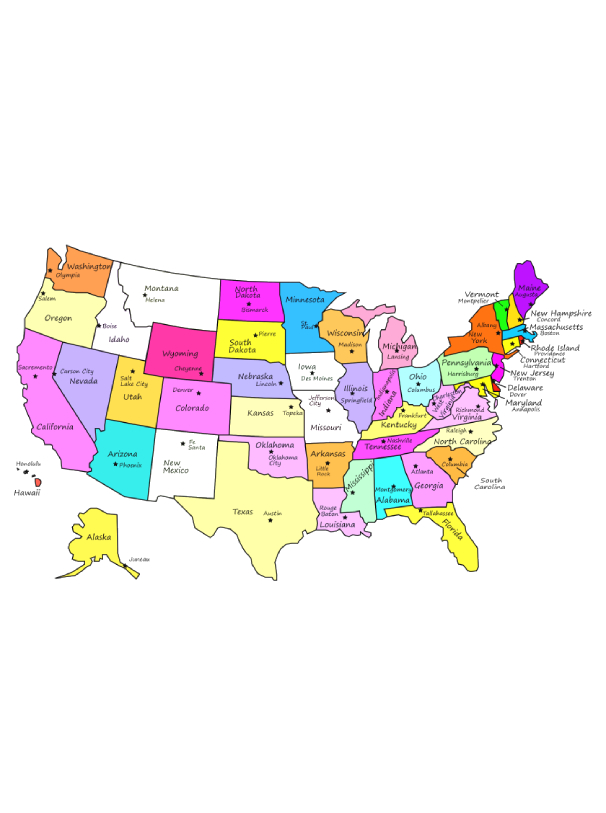 Washington
Olympia
Salem
Oregon
Montana
Helena
Boise
Idaho
North
Dakota
Bismarck
Minnesota
St
Paul
Pierre
South
Dakota
Wyoming
Cheyenne
Wisconsin
Madison
Michigan
Lansing
Sacramento
California
Carson City
Nevada
Salt
Lake City
Utah
Denver
Colorado
Nebraska
Lincoln
Iowa
Des Moines
Kansas
Topeka
Jefferson
City
Missouri
Illinois
Springfield
Indianapolis
Indiana
Ohio
Columbus
Frankfurt
Kentucky
Charleston
West
Virginia
Richmond
Virginia
Pennsylvania
Harrisburg
Albany
New
York
Vermont
Montpelier
Maine
Augusta
New Hampshire
Concord
Massachusetts
Boston
Rhode Island
Providence
Connecticut
Hartford
New Jersey
Trenton
Delaware
Dover
Maryland
Annapolis
Raleigh
North Carolina
Columbia
South
Carolina
Nashville
Tennessee
Arkansas
Little
Rock
Oklahoma
Oklahoma
City
Arizona
Phoenix
Santa
Fe
New
Mexico
Texas
Austin
Rouge
Baton
Louisiana
Mississippi
Montgomery
Alabama
Atlanta
Georgia
Tallahassee
Florida
Honolulu
Hawaii
Alaska
Juneau